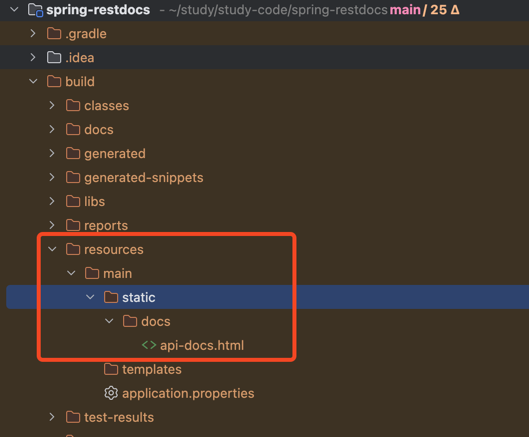 spring-restdocs - ~/study/study-code/spring-restdocs main / 25 Δ
.gradle
.idea
build
classes
docs
generated
generated-snippets
libs
reports
resources
main
static
docs
<> api-docs.html
templates
application.properties
test-results